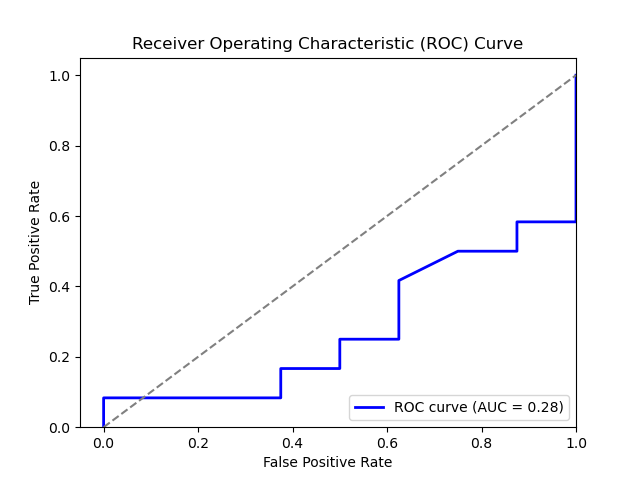 Receiver Operating Characteristic (ROC) Curve
1.0
0.8
0.6
0.4
0.2
0.0
True Positive Rate
ROC curve (AUC = 0.28)
0.0 0.2 0.4 0.6 0.8 1.0
False Positive Rate